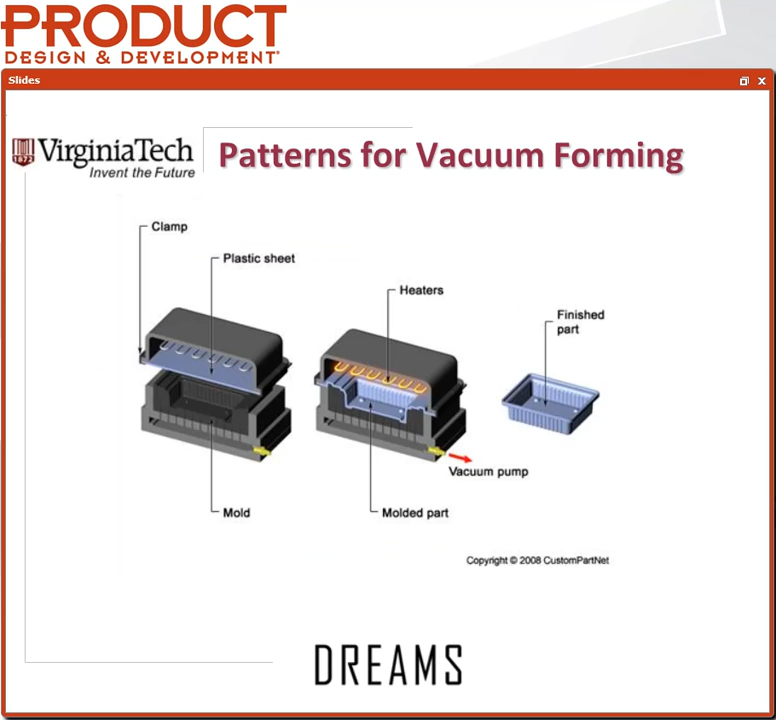 PRODUCT
DESIGN & DEVELOPMENT
Slides
1872
VirginiaTech
Invent the Future
Patterns for Vacuum Forming
Clamp
Plastic sheet
Heaters
Finished
part
Vacuum pump
Mold
Molded part
Copyright © 2008 CustomPartNet
DREAMS